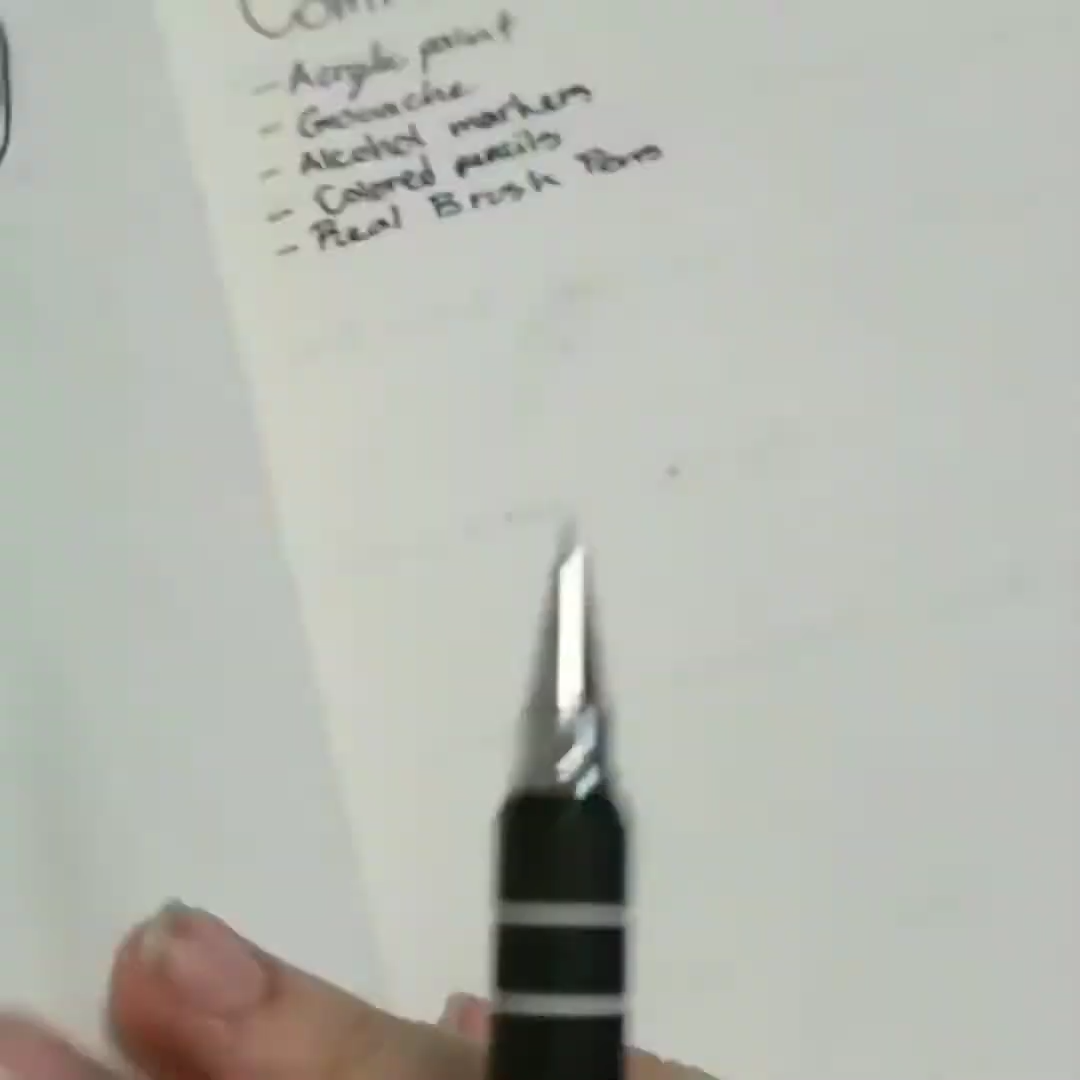 - Acrylic paint
- Gouache
- Alcohol markers
- Colored pencils
- Real Brush Pens